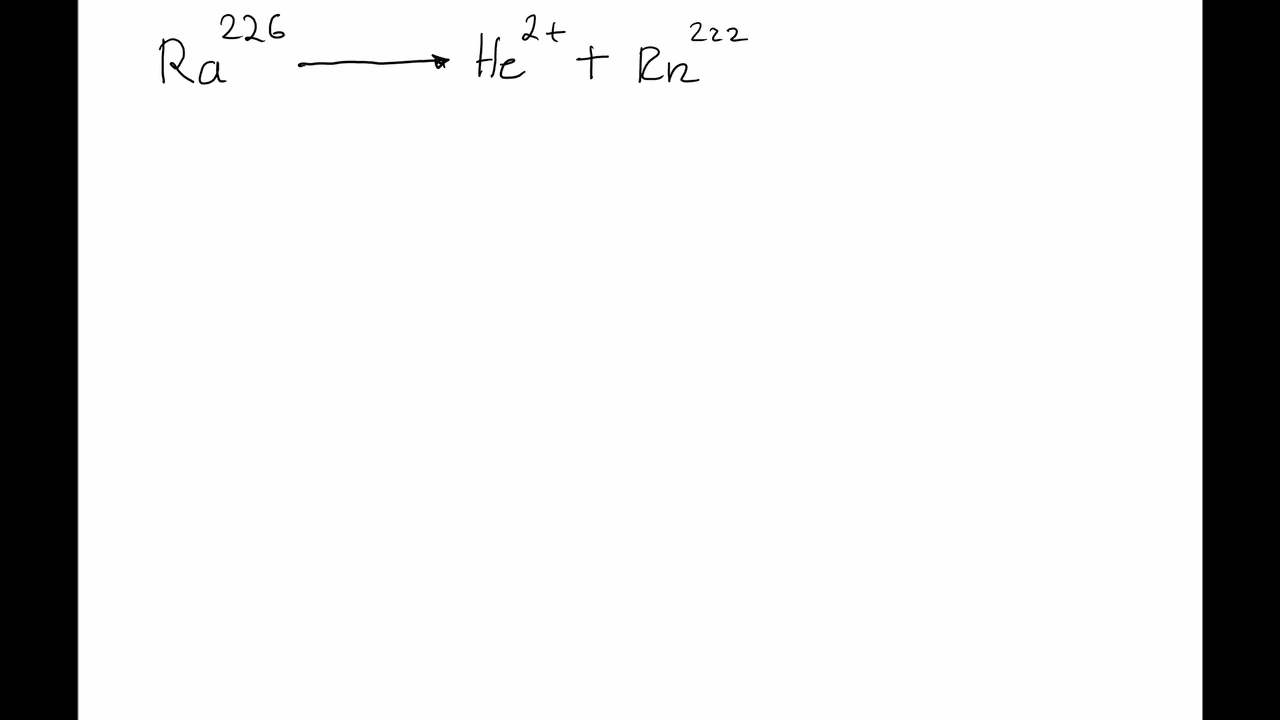 Ra²²⁶ ⟶ He²⁺ + Rn²²²